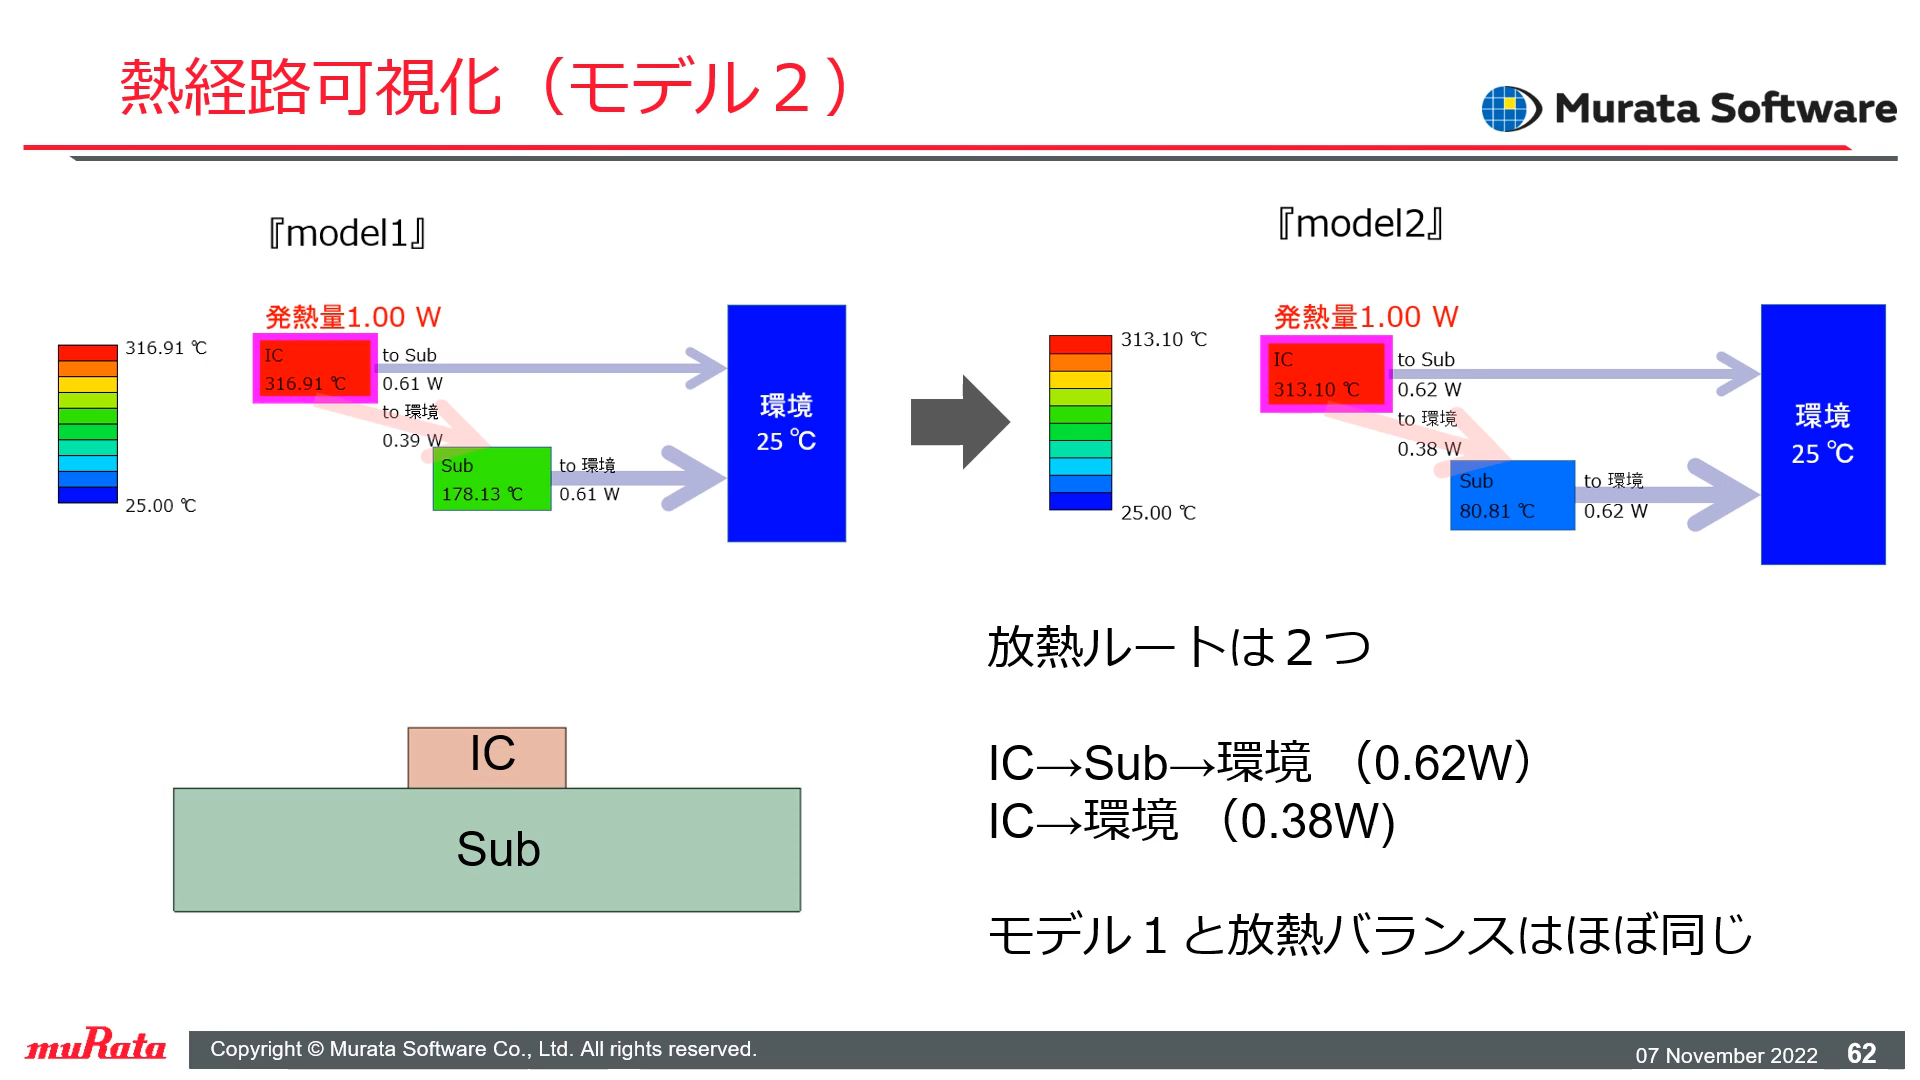 熱経路可視化（モデル２）
Murata Software
『model1』
発熱量1.00 W
316.91 ℃
25.00 ℃
IC
316.91 ℃
to Sub
0.61 W
to 環境
0.39 W
Sub
178.13 ℃
to 環境
0.61 W
環境
25 ℃
『model2』
発熱量1.00 W
313.10 ℃
25.00 ℃
IC
313.10 ℃
to Sub
0.62 W
to 環境
0.38 W
Sub
80.81 ℃
to 環境
0.62 W
環境
25 ℃
IC
Sub
放熱ルートは２つ
IC→Sub→環境 （0.62W）
IC→環境 （0.38W)
モデル１と放熱バランスはほぼ同じ
muRata
Copyright © Murata Software Co., Ltd. All rights reserved.
07 November 2022
62